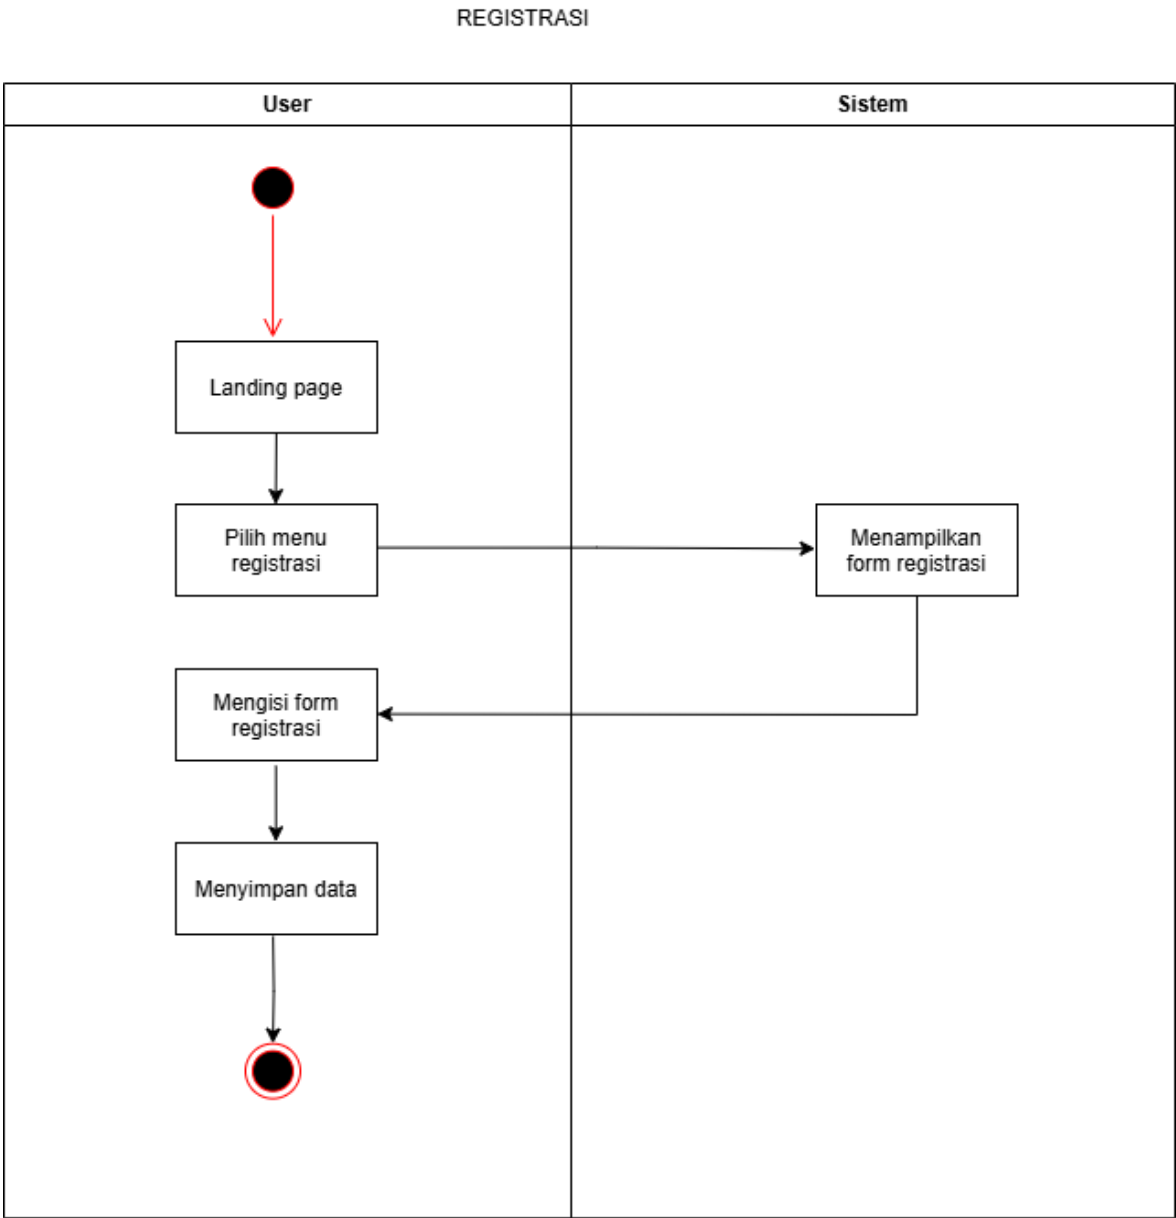 REGISTRASI
User
Sistem
Landing page
Pilih menu
registrasi
Menampilkan
form registrasi
Mengisi form
registrasi
Menyimpan data